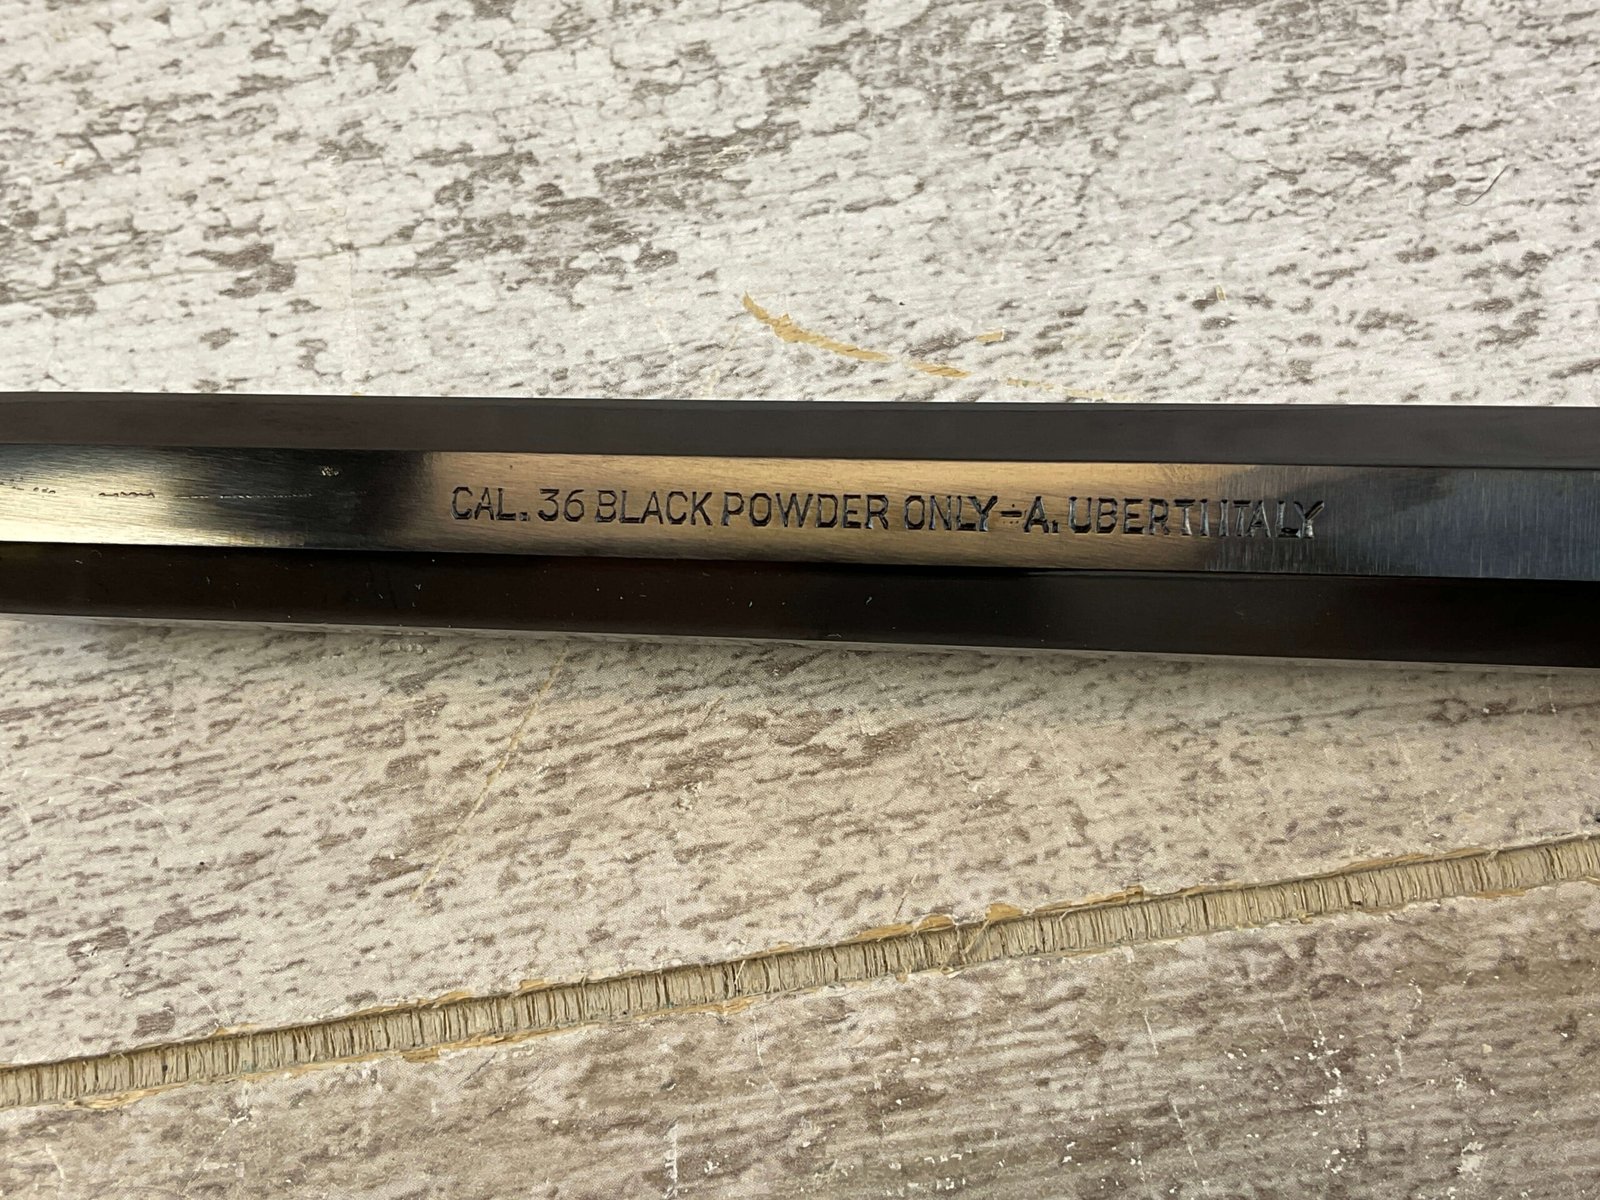 CAL. 36 BLACK POWDER ONLY-A. UBERTI ITALY